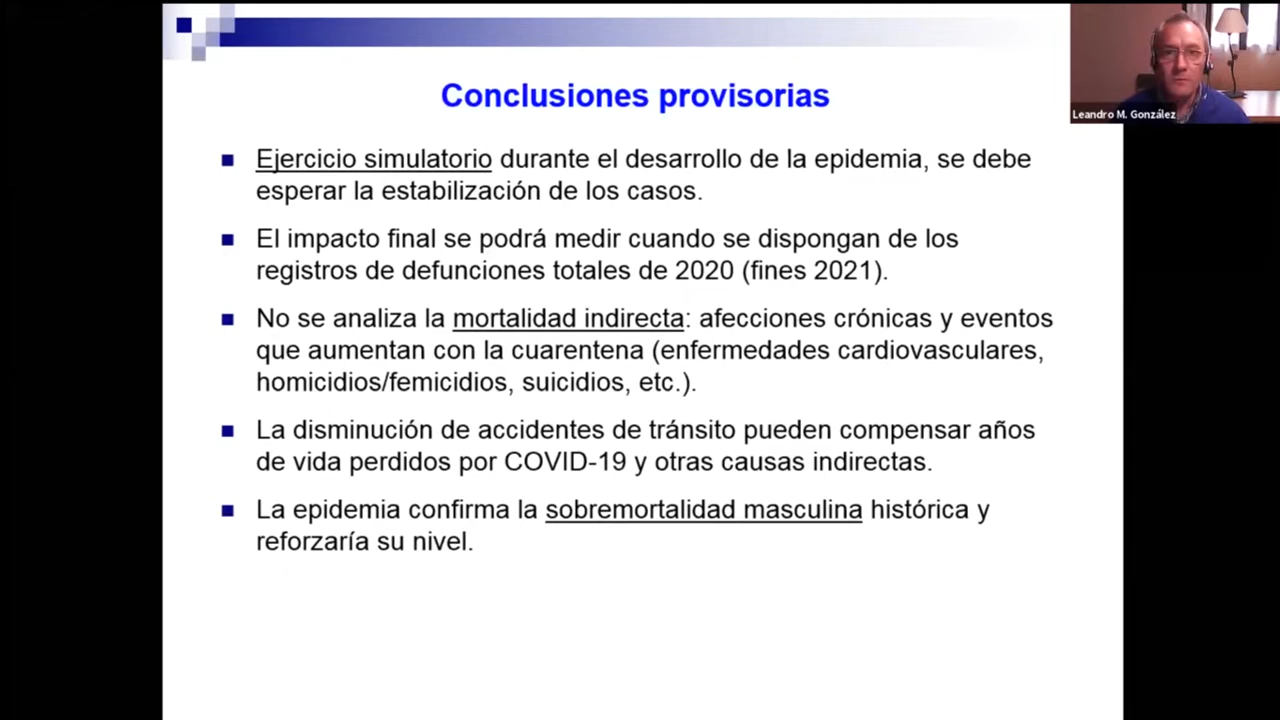 Conclusiones provisorias
Leandro M. González
Ejercicio simulatorio durante el desarrollo de la epidemia, se debe
esperar la estabilización de los casos.
El impacto final se podrá medir cuando se dispongan de los
registros de defunciones totales de 2020 (fines 2021).
No se analiza la mortalidad indirecta: afecciones crónicas y eventos
que aumentan con la cuarentena (enfermedades cardiovasculares,
homicidios/femicidios, suicidios, etc.).
La disminución de accidentes de tránsito pueden compensar años
de vida perdidos por COVID-19 y otras causas indirectas.
La epidemia confirma la sobremortalidad masculina histórica y
reforzaría su nivel.